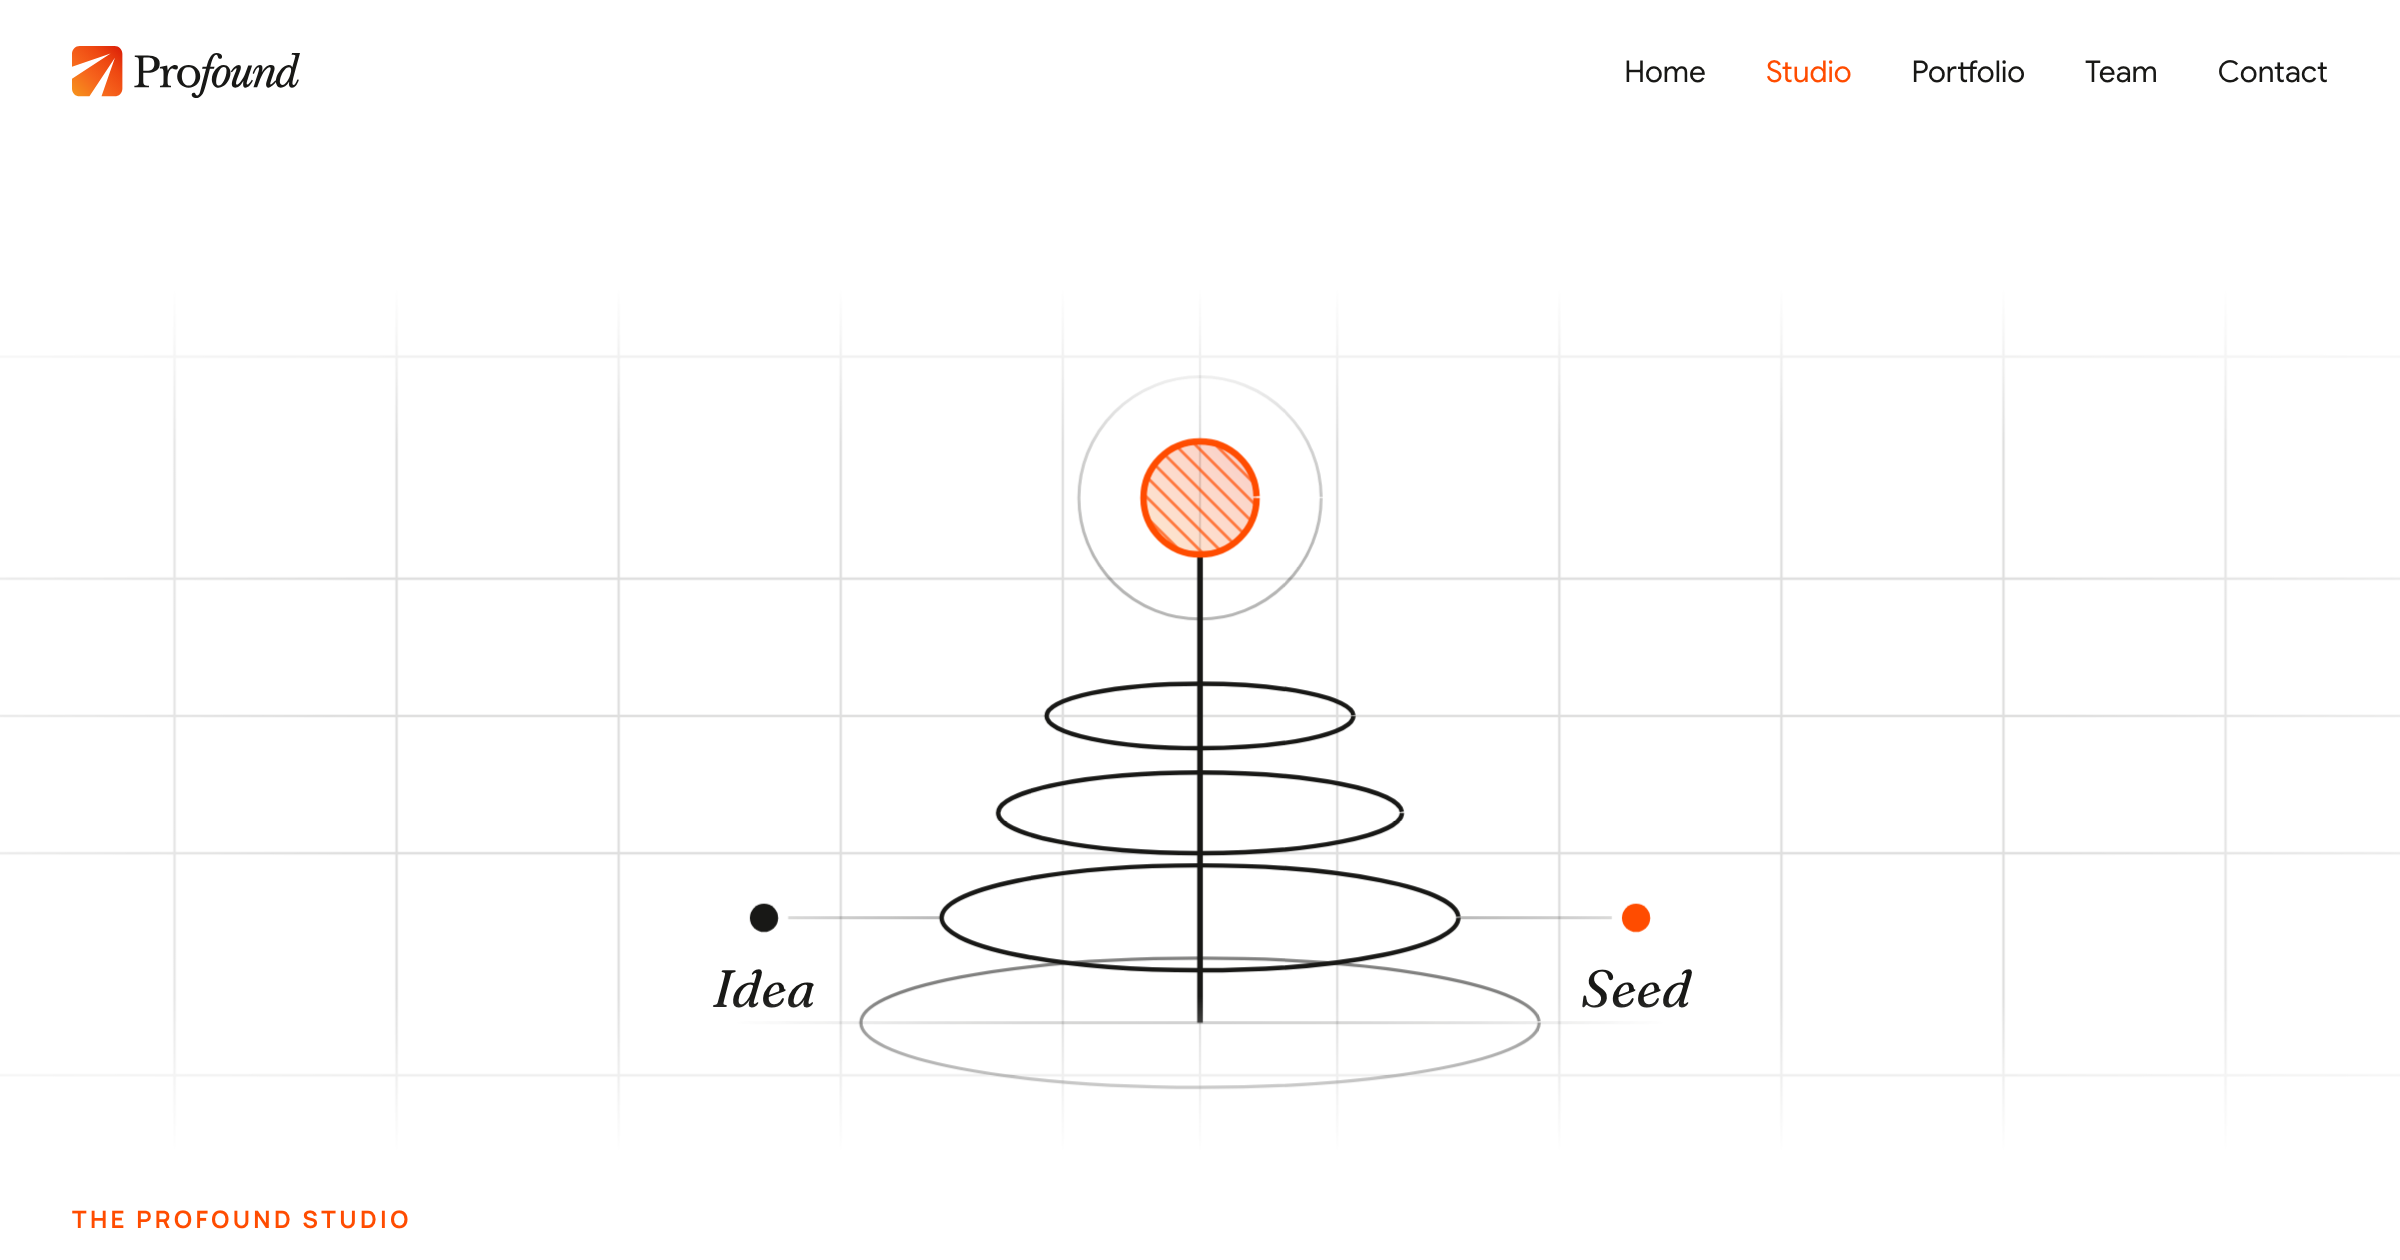 Profound
Home Studio Portfolio Team Contact
Idea
Seed
THE PROFOUND STUDIO